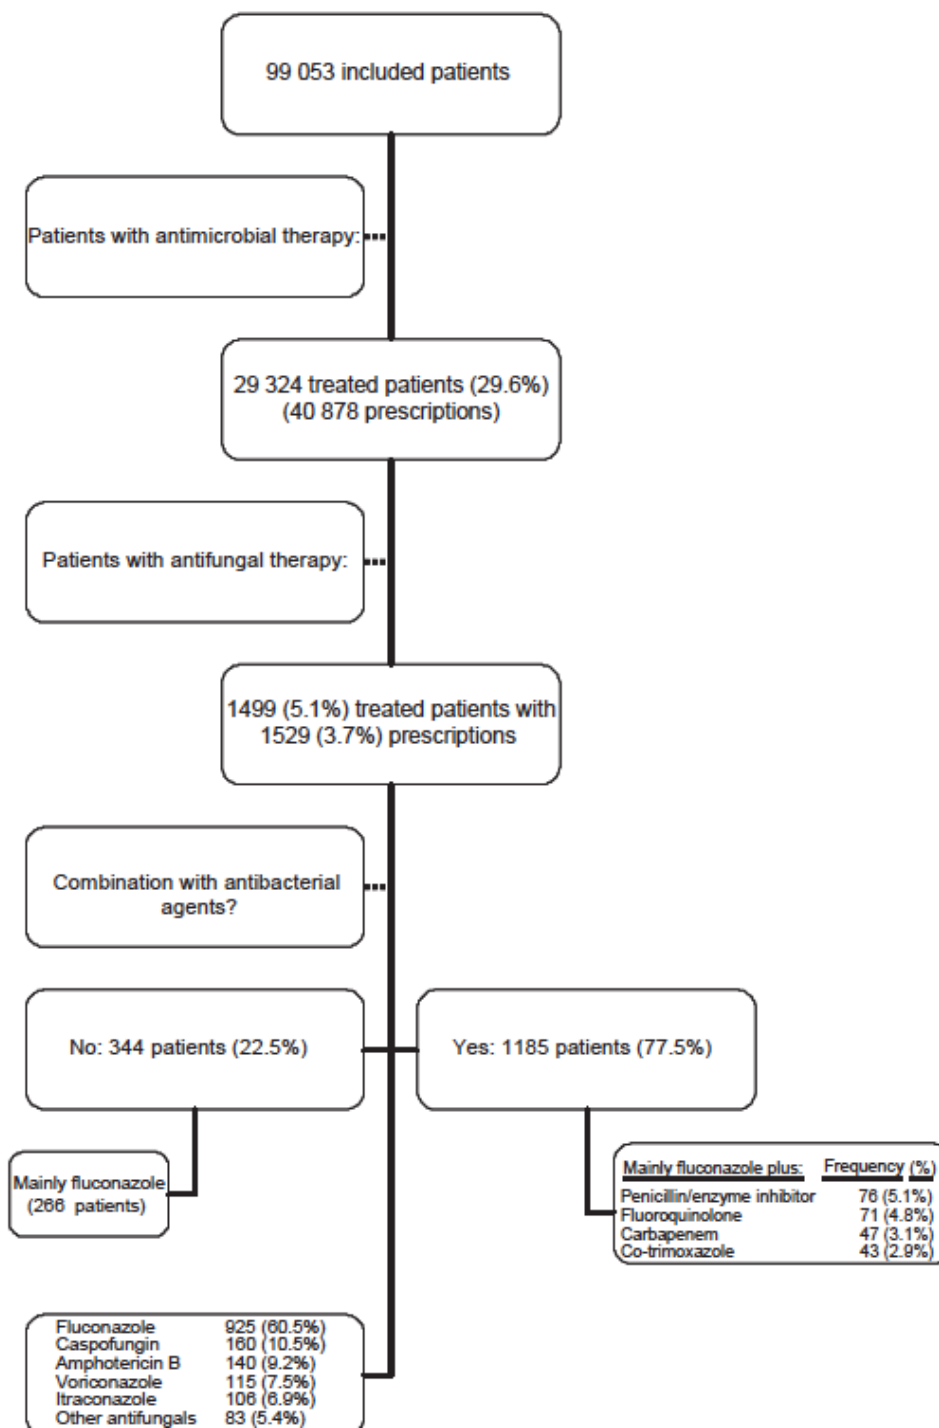 99 053 included patients
Patients with antimicrobial therapy:
29 324 treated patients (29.6%)
(40 878 prescriptions)
Patients with antifungal therapy:
1499 (5.1%) treated patients with
1529 (3.7%) prescriptions
Combination with antibacterial
agents?
No: 344 patients (22.5%)
Yes: 1185 patients (77.5%)
Mainly fluconazole
(266 patients)
Mainly fluconazole plus: Frequency (%)
Penicillin/enzyme inhibitor 76 (5.1%)
Fluoroquinolone 71 (4.8%)
Carbapenem 47 (3.1%)
Co-trimoxazole 43 (2.9%)
Fluconazole 925 (60.5%)
Caspofungin 160 (10.5%)
Amphotericin B 140 (9.2%)
Voriconazole 115 (7.5%)
Itraconazole 106 (6.9%)
Other antifungals 83 (5.4%)